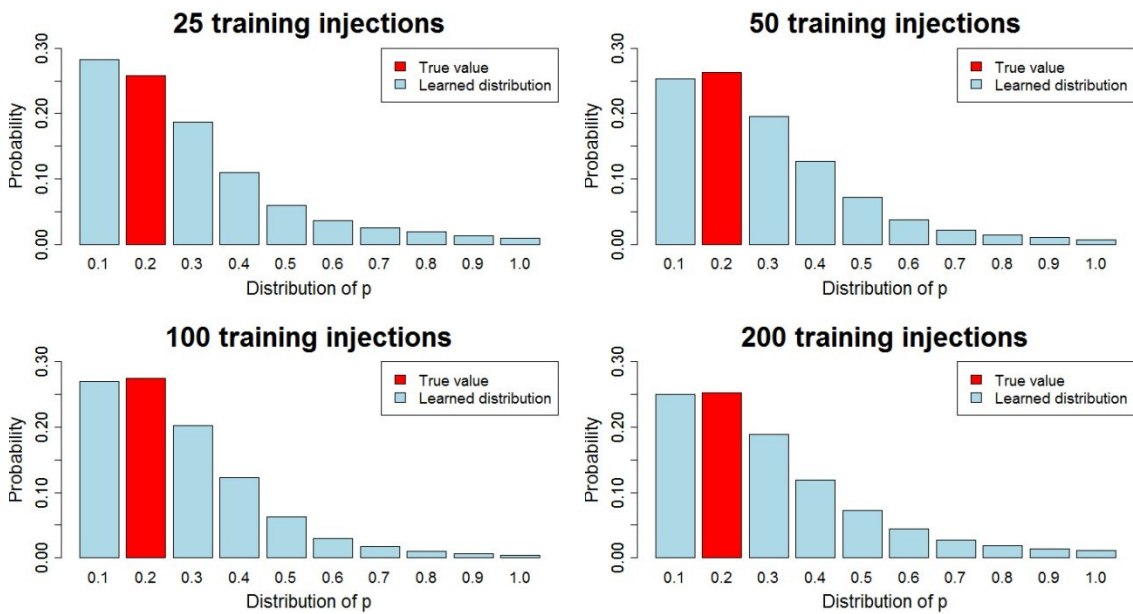 25 training injections
Probability
0.30
0.20
0.10
0.00
True value
Learned distribution
0.1 0.2 0.3 0.4 0.5 0.6 0.7 0.8 0.9 1.0
Distribution of p
50 training injections
Probability
0.30
0.20
0.10
0.00
True value
Learned distribution
0.1 0.2 0.3 0.4 0.5 0.6 0.7 0.8 0.9 1.0
Distribution of p
100 training injections
Probability
0.30
0.20
0.10
0.00
True value
Learned distribution
0.1 0.2 0.3 0.4 0.5 0.6 0.7 0.8 0.9 1.0
Distribution of p
200 training injections
Probability
0.30
0.20
0.10
0.00
True value
Learned distribution
0.1 0.2 0.3 0.4 0.5 0.6 0.7 0.8 0.9 1.0
Distribution of p